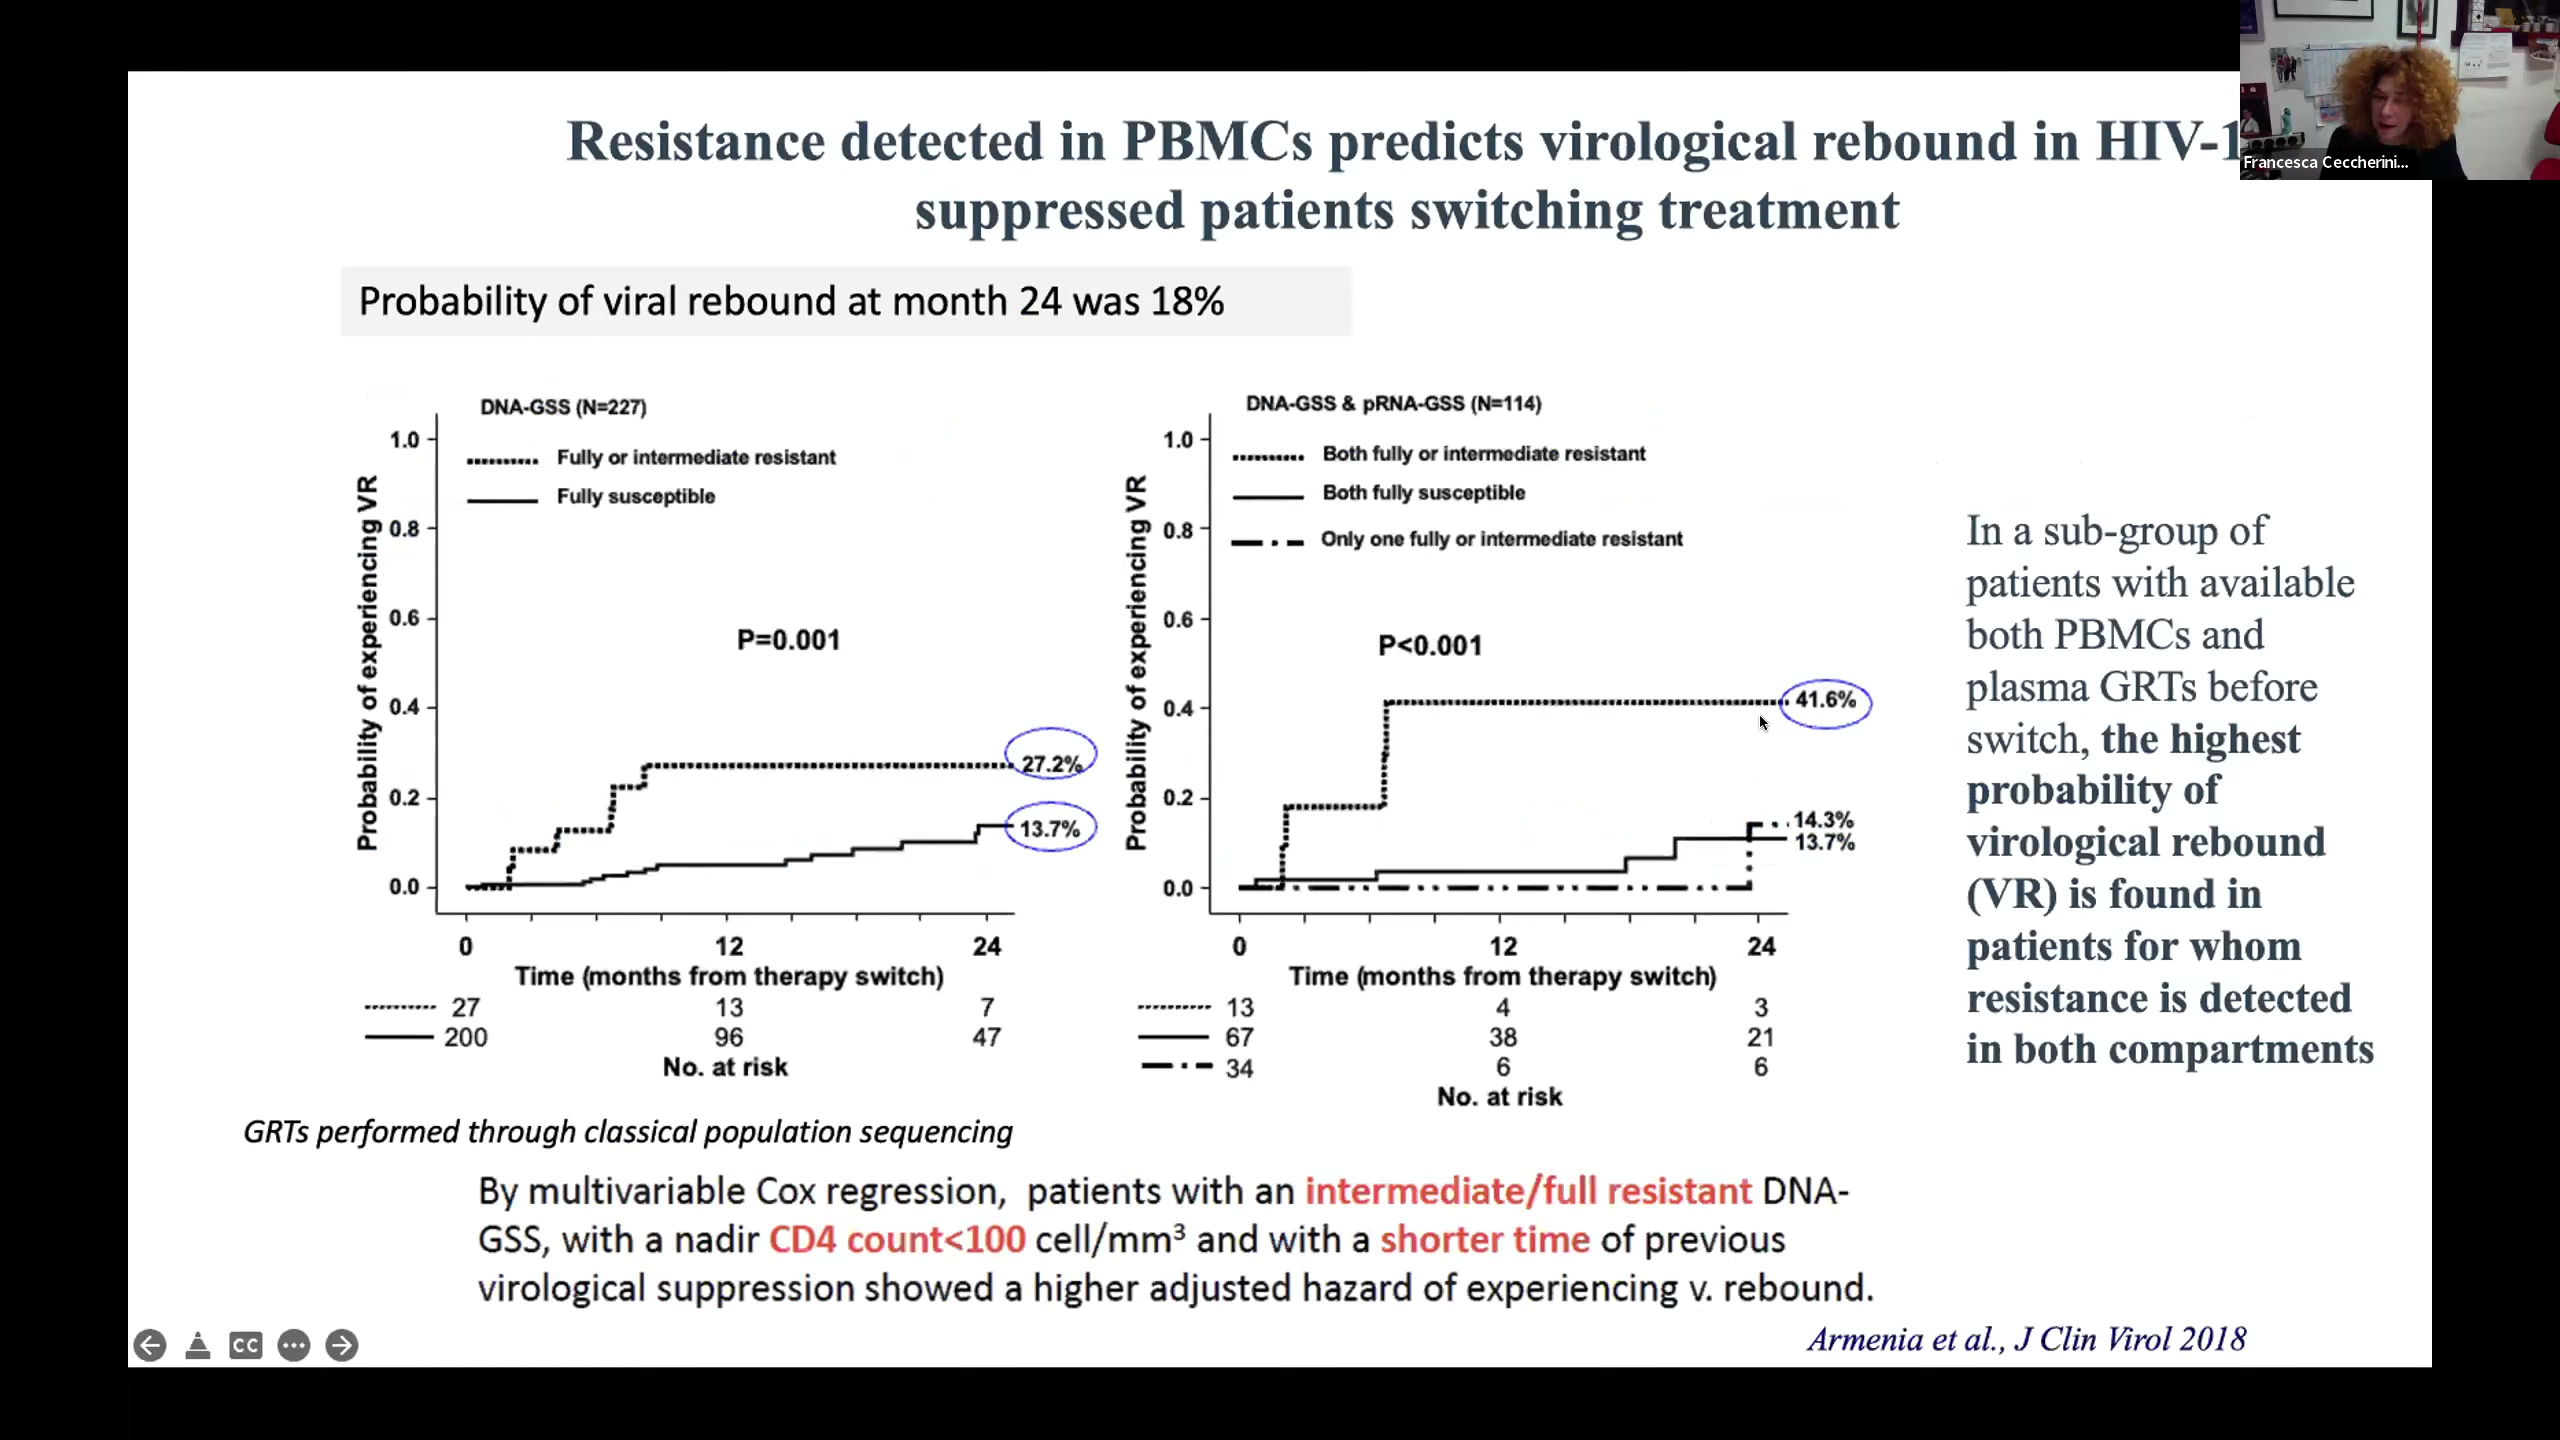 Resistance detected in PBMCs predicts virological rebound in HIV-1
suppressed patients switching treatment
Francesca Ceccherini...
Probability of viral rebound at month 24 was 18%
DNA-GSS (N=227)
Fully or intermediate resistant
Fully susceptible
Probability of experiencing VR
1.0
0.8
0.6
0.4
0.2
0.0
P=0.001
27.2%
13.7%
0 12 24
Time (months from therapy switch)
27 13 7
200 96 47
No. at risk
DNA-GSS & pRNA-GSS (N=114)
Both fully or intermediate resistant
Both fully susceptible
Only one fully or intermediate resistant
Probability of experiencing VR
1.0
0.8
0.6
0.4
0.2
0.0
P<0.001
41.6%
14.3%
13.7%
0 12 24
Time (months from therapy switch)
13 4 3
67 38 21
34 6 6
No. at risk
In a sub-group of
patients with available
both PBMCs and
plasma GRTs before
switch, the highest
probability of
virological rebound
(VR) is found in
patients for whom
resistance is detected
in both compartments
GRTs performed through classical population sequencing
By multivariable Cox regression, patients with an intermediate/full resistant DNA-
GSS, with a nadir CD4 count<100 cell/mm³ and with a shorter time of previous
virological suppression showed a higher adjusted hazard of experiencing v. rebound.
CC
Armenia et al., J Clin Virol 2018